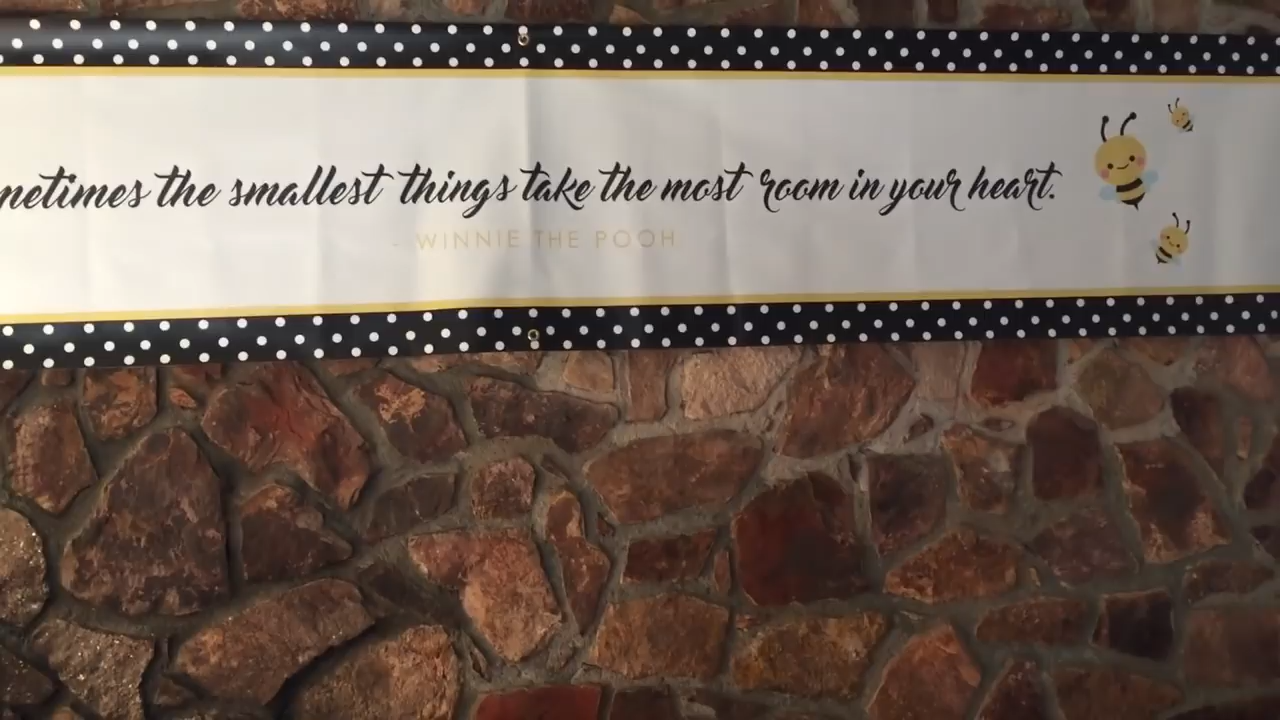 netimes the smallest things take the most room in your heart.
- WINNIE THE POOH